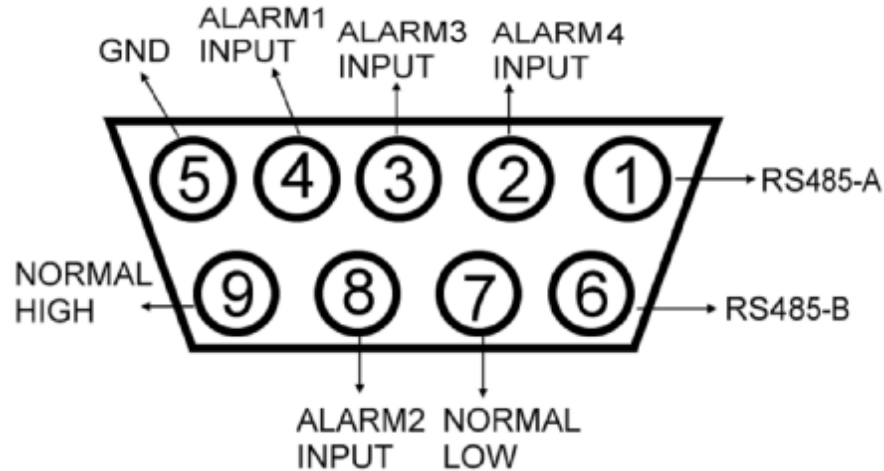 GND
ALARM1
INPUT
ALARM3
INPUT
ALARM4
INPUT
5 4 3 2 1
RS485-A
NORMAL
HIGH
9 8 7 6
RS485-B
ALARM2
INPUT
NORMAL
LOW